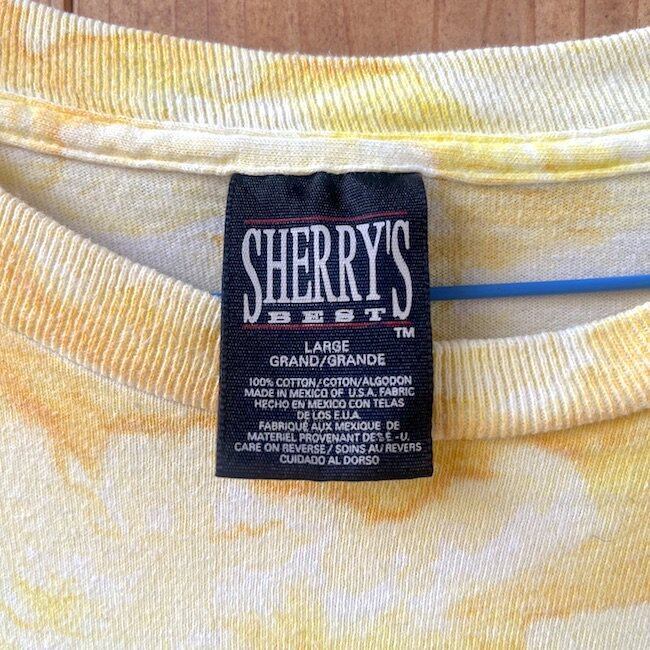 SHERRY'S
BEST
TM
LARGE
GRAND/GRANDE
100% COTTON/COTON/ALGODON
MADE IN MEXICO OF U.S.A. FABRIC
HECHO EN MEXICO CON TELAS
DE LOS E.U.A.
FABRIQUÉ AUX MEXIQUE DE
MATERIEL PROVENANT DES É.-U.
CARE ON REVERSE/SOINS AU REVERS
CUIDADO AL DORSO